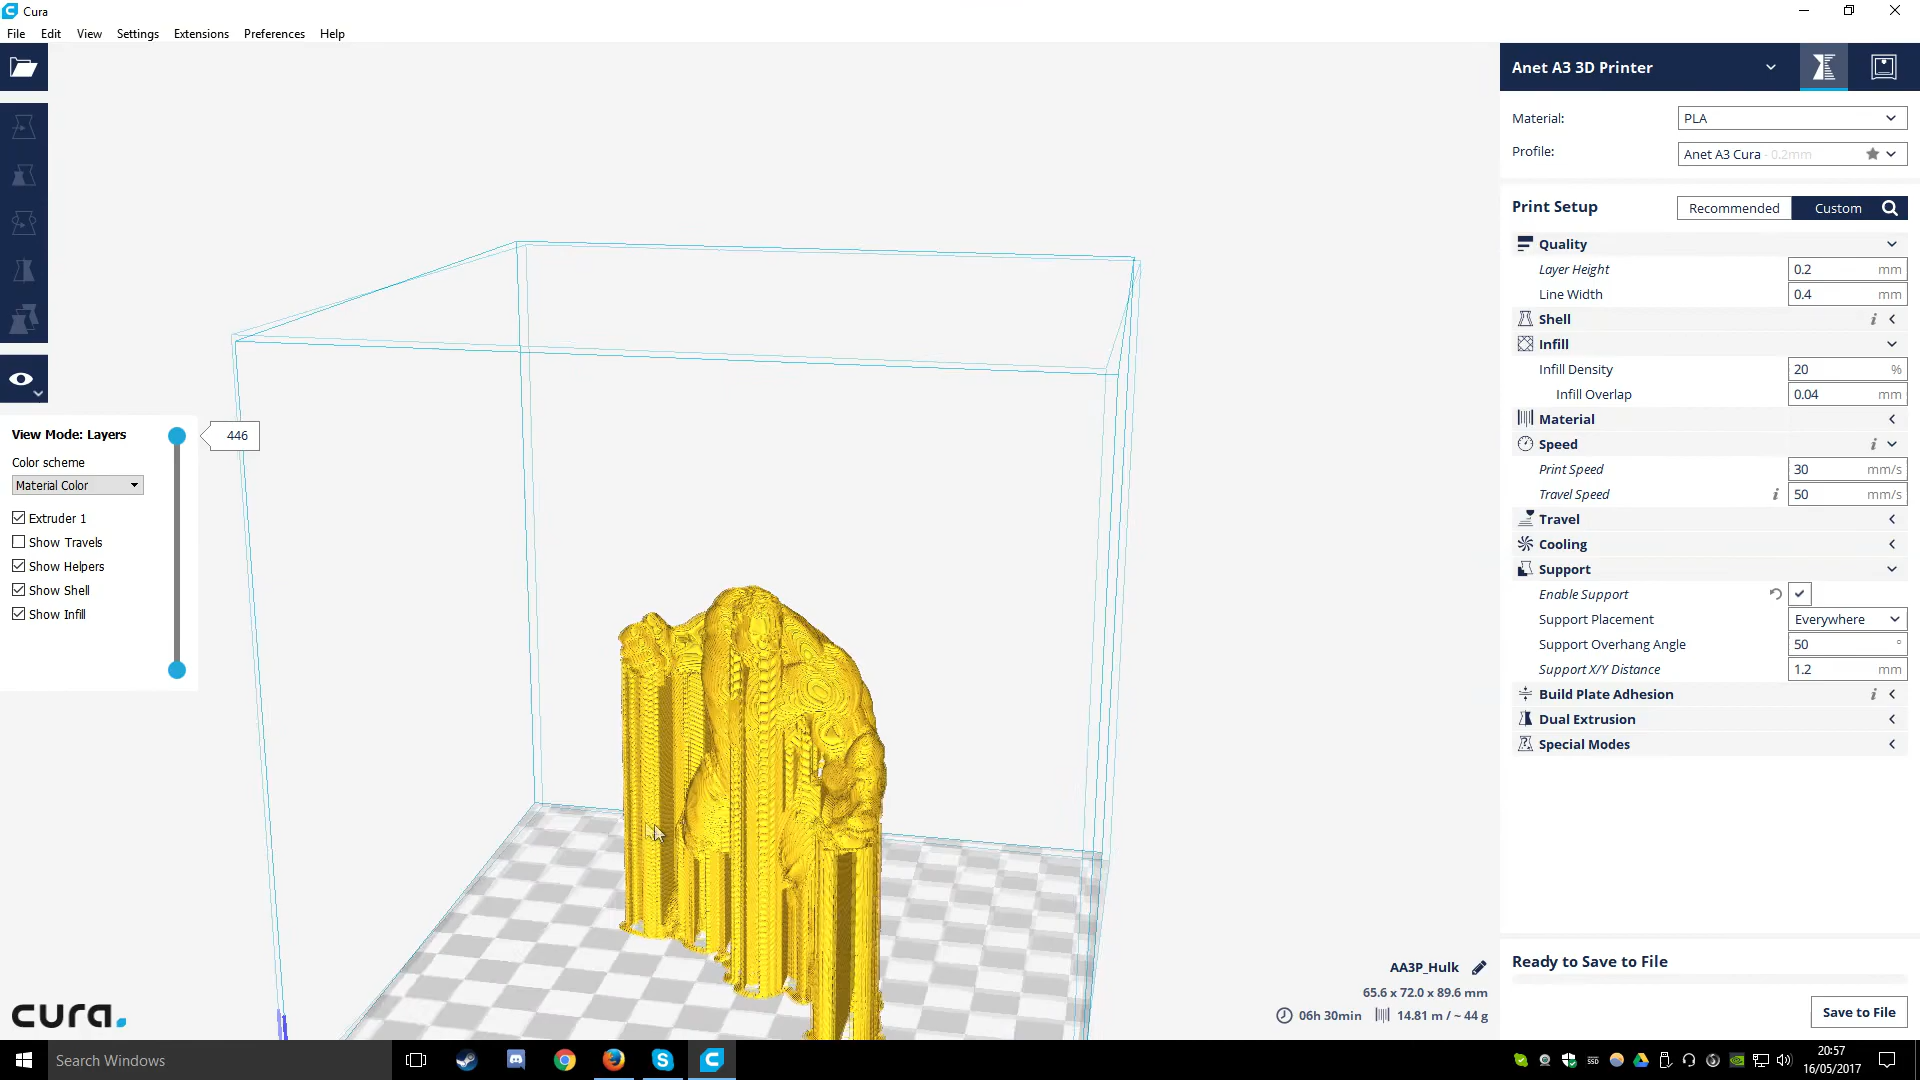 Cura
File Edit View Settings Extensions Preferences Help
Anet A3 3D Printer
Material: PLA
Profile: Anet A3 Cura - 0.2mm
Print Setup Recommended Custom
Quality
Layer Height 0.2 mm
Line Width 0.4 mm
Shell i
Infill
Infill Density 20 %
Infill Overlap 0.04 mm
Material
Speed i
Print Speed 30 mm/s
Travel Speed i 50 mm/s
Travel
Cooling
Support
Enable Support
Support Placement Everywhere
Support Overhang Angle 50 °
Support X/Y Distance 1.2 mm
Build Plate Adhesion i
Dual Extrusion
Special Modes
View Mode: Layers 446
Color scheme
Material Color
Extruder 1
Show Travels
Show Helpers
Show Shell
Show Infill
AA3P_Hulk
65.6 x 72.0 x 89.6 mm
06h 30min 14.81 m / ~ 44 g
Ready to Save to File
Save to File
cura.
Search Windows
SSD
20:57
16/05/2017